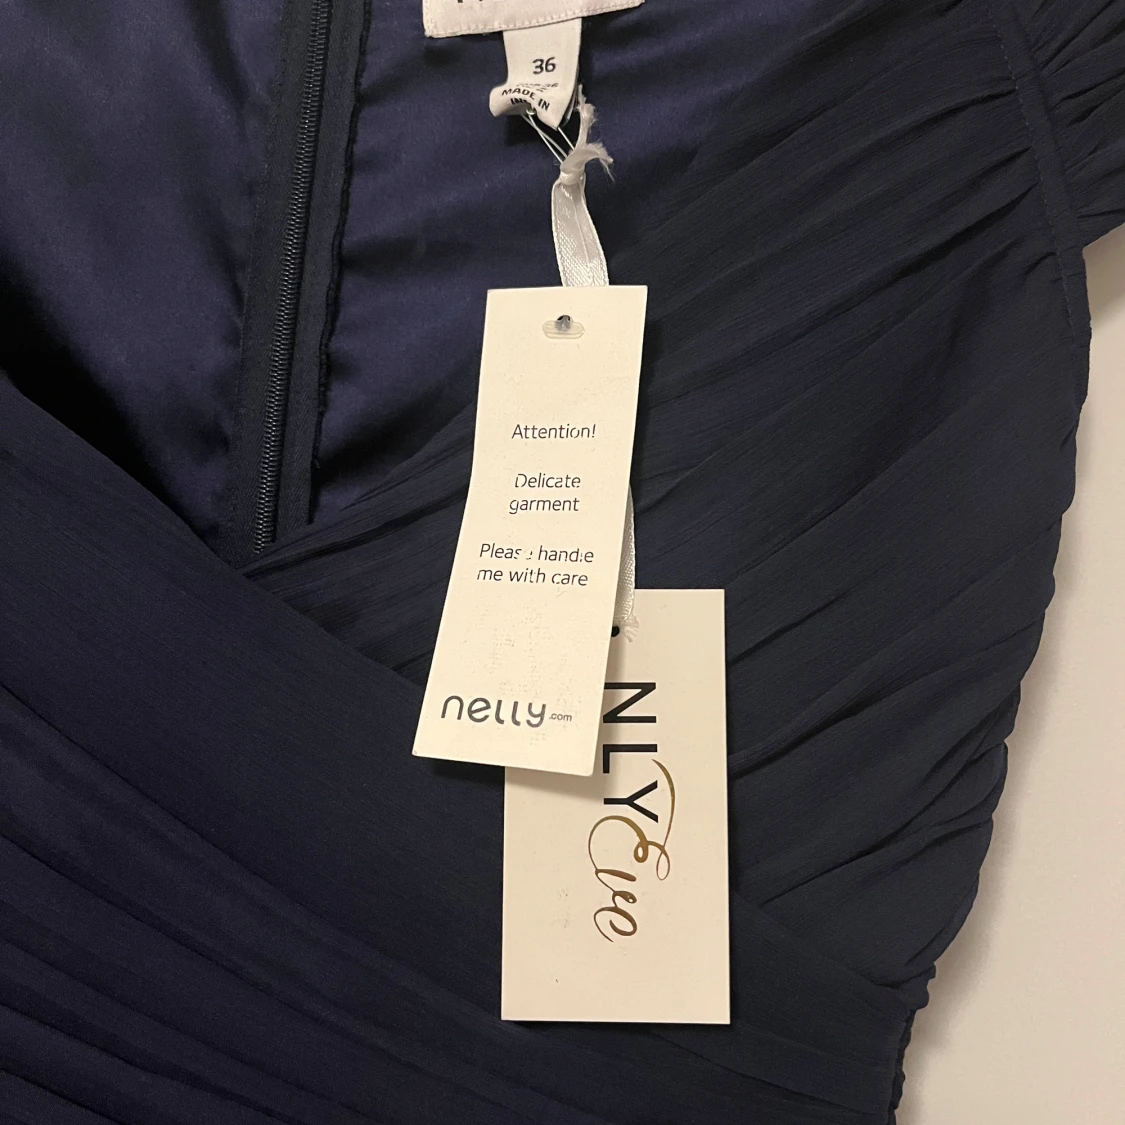 36
MADE IN
Attention!
Delicate
garment
Please handle
me with care
nelly.com
NLY
Eve